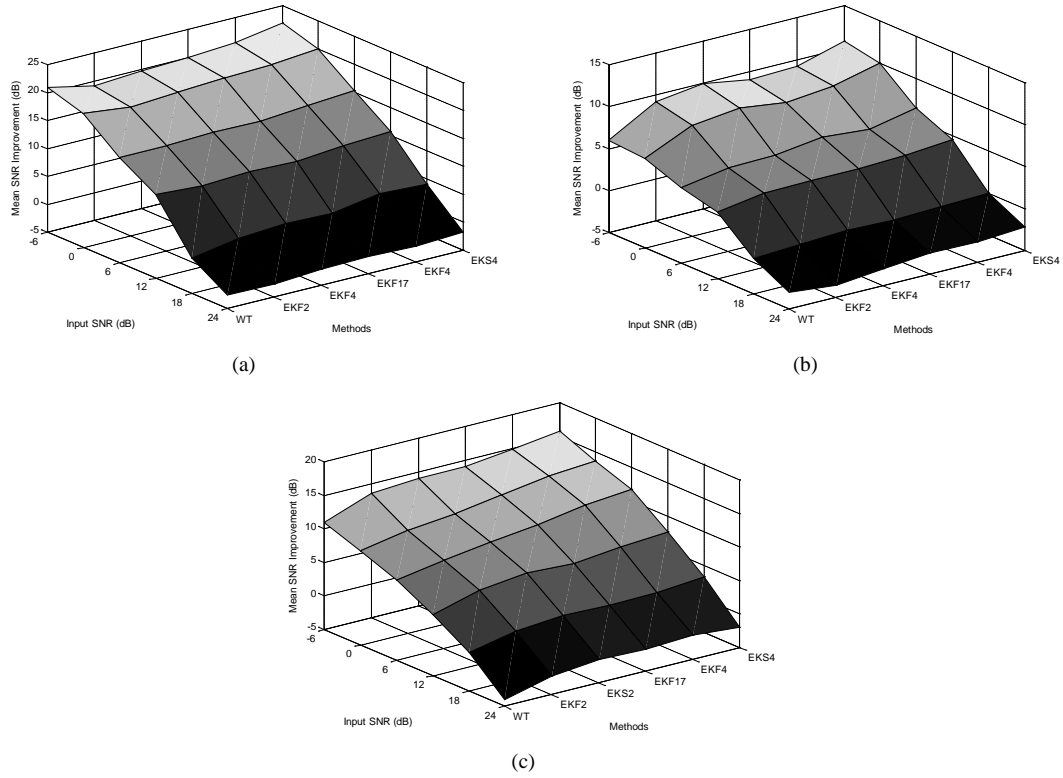 25
20
15
10
5
0
-5
Mean SNR Improvement (dB)
-6
0
6
12
18
24
Input SNR (dB)
WT
EKF2
EKF4
EKF17
EKF4
EKS4
Methods
(a)
15
10
5
0
-5
Mean SNR Improvement (dB)
-6
0
6
12
18
24
Input SNR (dB)
WT
EKF2
EKF4
EKF17
EKF4
EKS4
Methods
(b)
20
15
10
5
0
-5
Mean SNR Improvement (dB)
-6
0
6
12
18
24
Input SNR (dB)
WT
EKF2
EKS2
EKF17
EKF4
EKS4
Methods
(c)